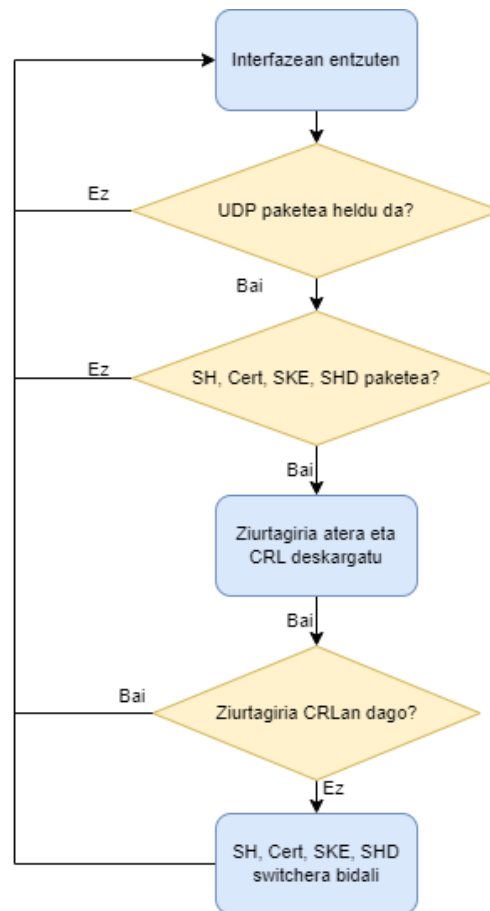 Interfazean entzuten
Ez
UDP paketea heldu da?
Bai
Ez
SH, Cert, SKE, SHD paketea?
Bai
Ziurtagiria atera eta
CRL deskargatu
Bai
Bai
Ziurtagiria CRLan dago?
Ez
SH, Cert, SKE, SHD
switchera bidali